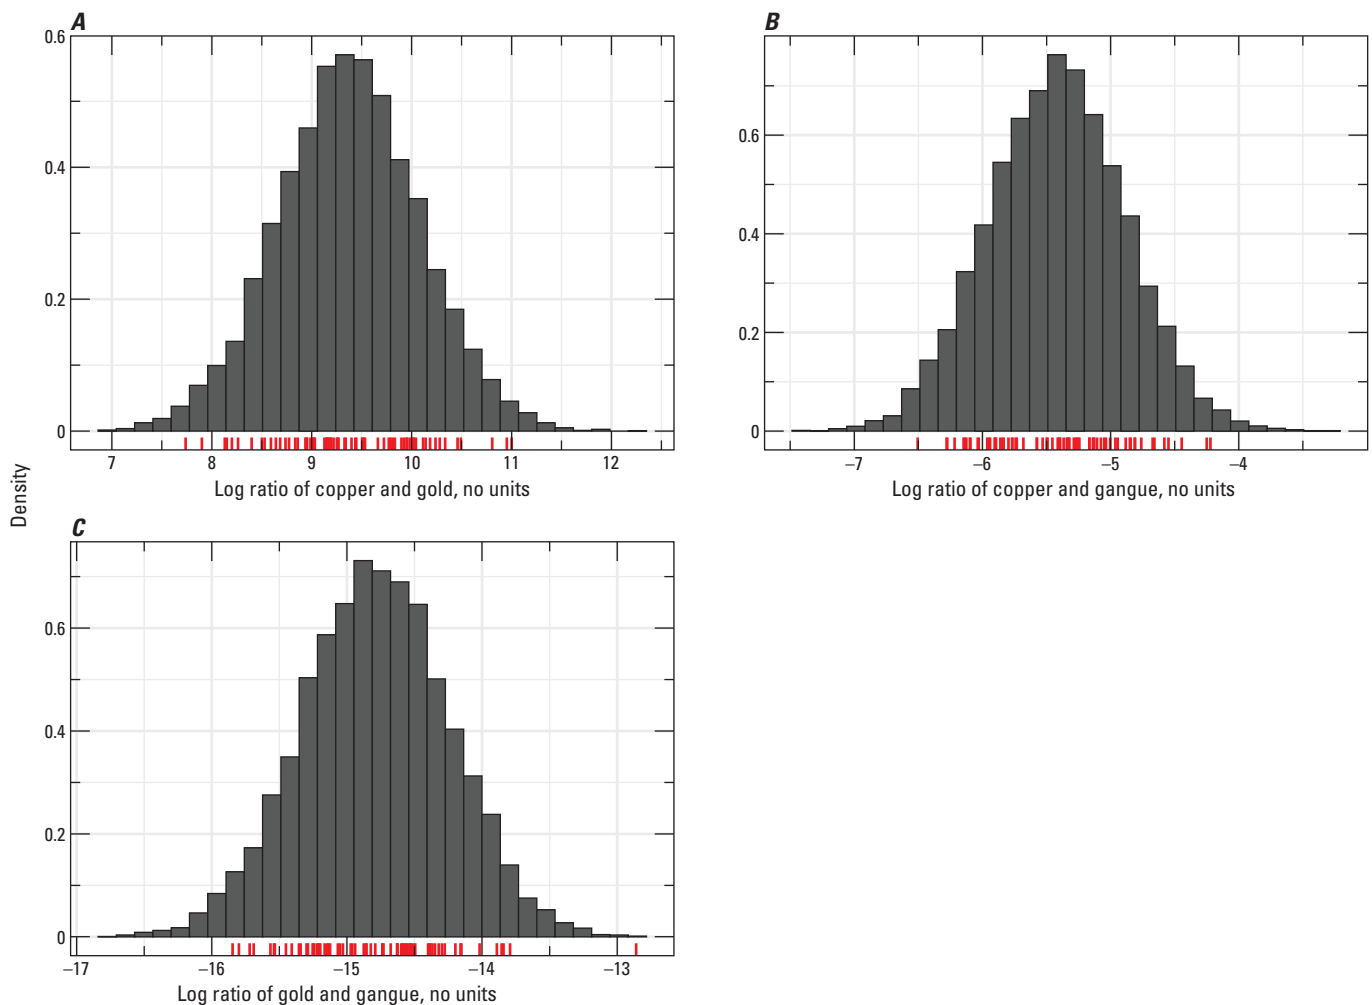 A
0.6
0.4
0.2
0
7 8 9 10 11 12
Log ratio of copper and gold, no units
B
0.6
0.4
0.2
0
−7 −6 −5 −4
Log ratio of copper and gangue, no units
Density
C
0.6
0.4
0.2
0
−17 −16 −15 −14 −13
Log ratio of gold and gangue, no units